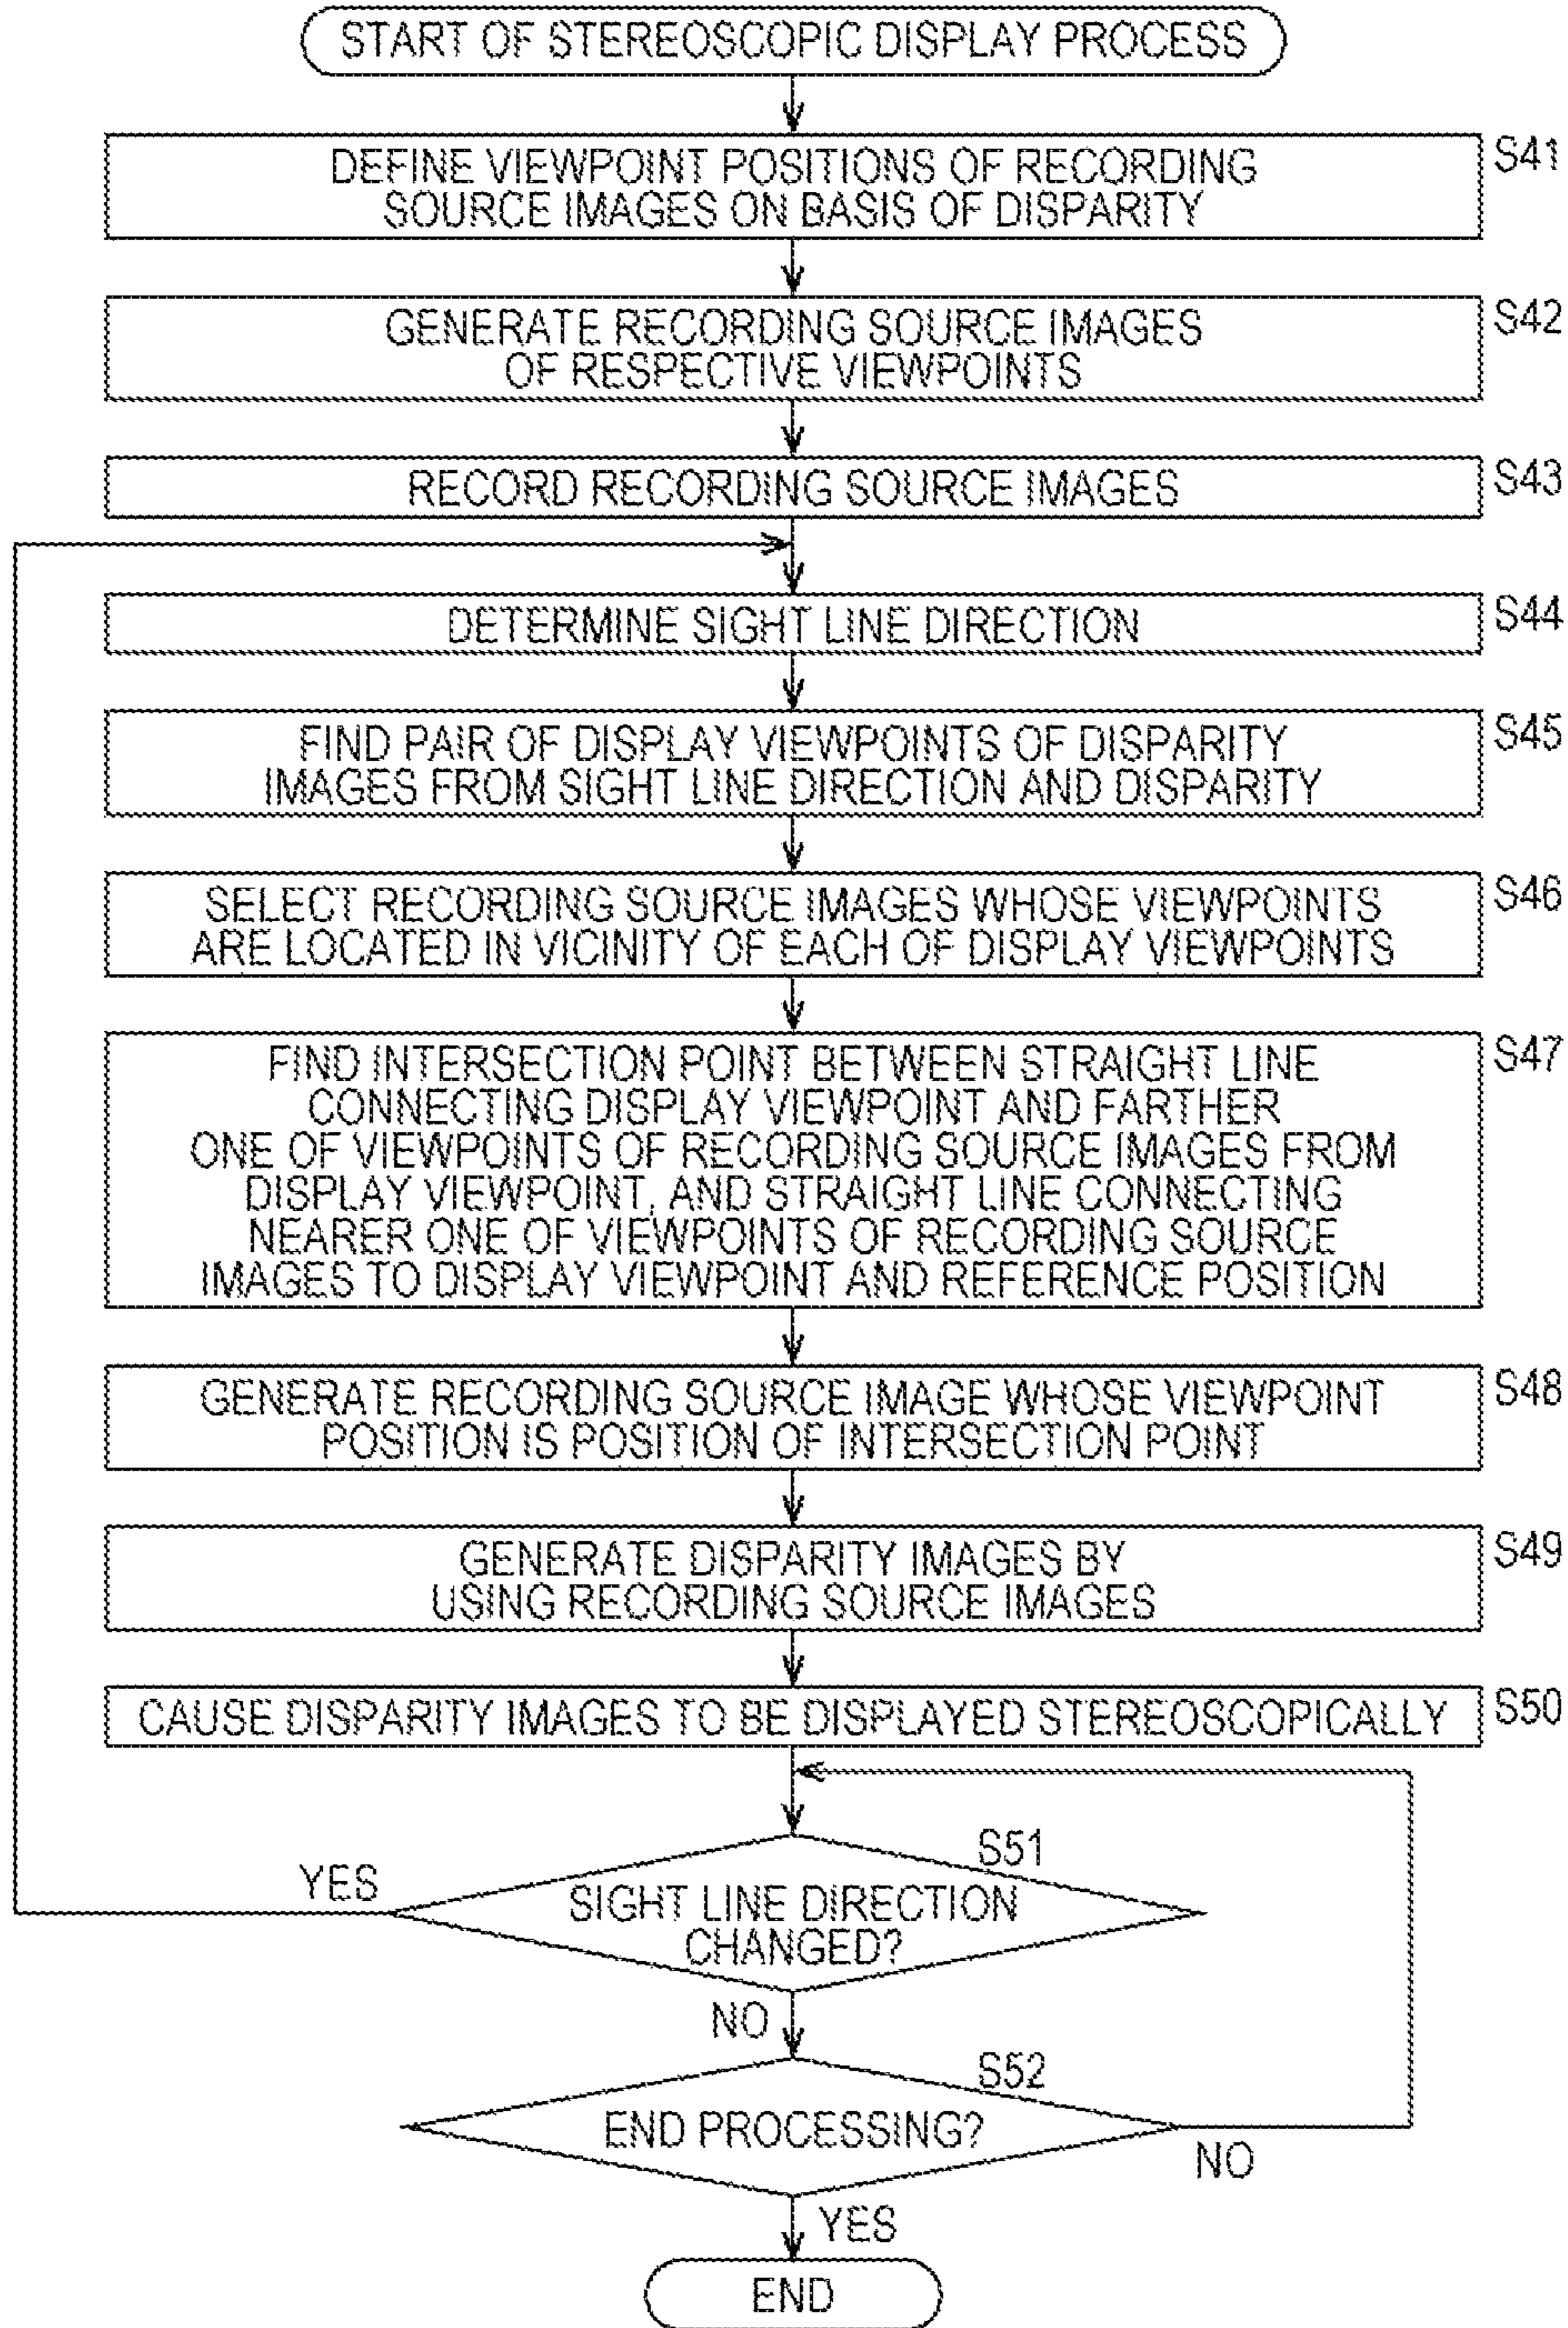 START OF STEREOSCOPIC DISPLAY PROCESS
DEFINE VIEWPOINT POSITIONS OF RECORDING
SOURCE IMAGES ON BASIS OF DISPARITY
S41
GENERATE RECORDING SOURCE IMAGES
OF RESPECTIVE VIEWPOINTS
S42
RECORD RECORDING SOURCE IMAGES
S43
DETERMINE SIGHT LINE DIRECTION
S44
FIND PAIR OF DISPLAY VIEWPOINTS OF DISPARITY
IMAGES FROM SIGHT LINE DIRECTION AND DISPARITY
S45
SELECT RECORDING SOURCE IMAGES WHOSE VIEWPOINTS
ARE LOCATED IN VICINITY OF EACH OF DISPLAY VIEWPOINTS
S46
FIND INTERSECTION POINT BETWEEN STRAIGHT LINE
CONNECTING DISPLAY VIEWPOINT AND FARTHER
ONE OF VIEWPOINTS OF RECORDING SOURCE IMAGES FROM
DISPLAY VIEWPOINT, AND STRAIGHT LINE CONNECTING
NEARER ONE OF VIEWPOINTS OF RECORDING SOURCE
IMAGES TO DISPLAY VIEWPOINT AND REFERENCE POSITION
S47
GENERATE RECORDING SOURCE IMAGE WHOSE VIEWPOINT
POSITION IS POSITION OF INTERSECTION POINT
S48
GENERATE DISPARITY IMAGES BY
USING RECORDING SOURCE IMAGES
S49
CAUSE DISPARITY IMAGES TO BE DISPLAYED STEREOSCOPICALLY
S50
S51
YES
SIGHT LINE DIRECTION
CHANGED?
NO
S52
END PROCESSING?
NO
YES
END